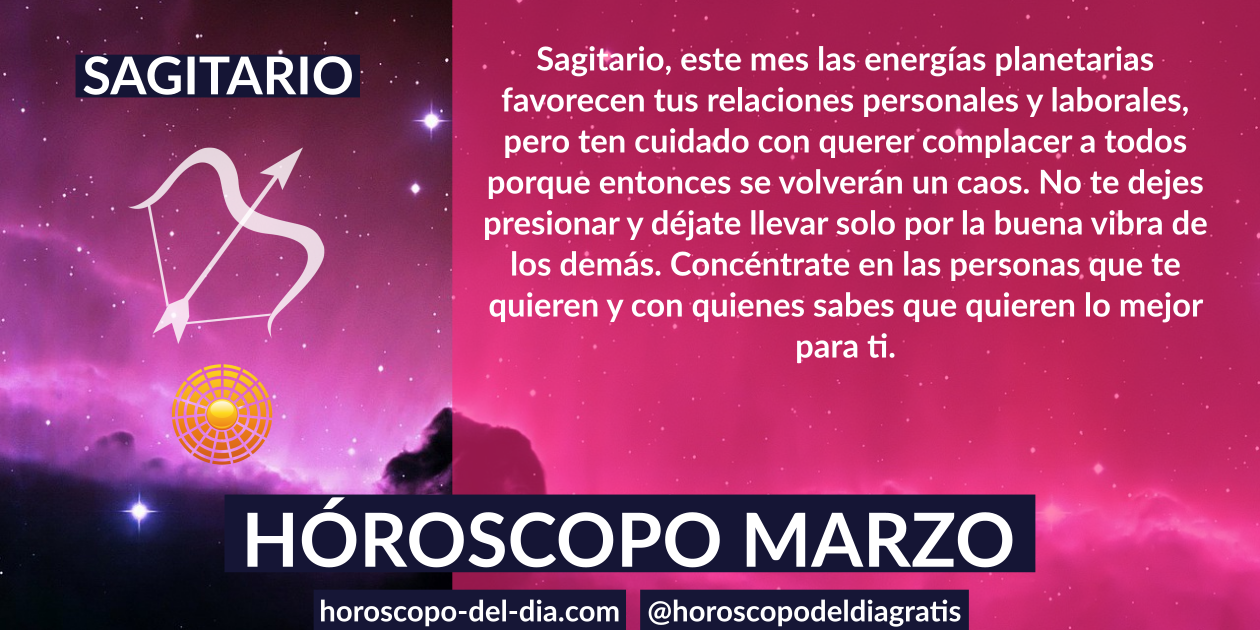 SAGITARIO
Sagitario, este mes las energías planetarias
favorecen tus relaciones personales y laborales,
pero ten cuidado con querer complacer a todos
porque entonces se volverán un caos. No te dejes
presionar y déjate llevar solo por la buena vibra de
los demás. Concéntrate en las personas que te
quieren y con quienes sabes que quieren lo mejor
para ti.
HÓROSCOPO MARZO
horoscopo-del-dia.com
@horoscopodeldiagratis